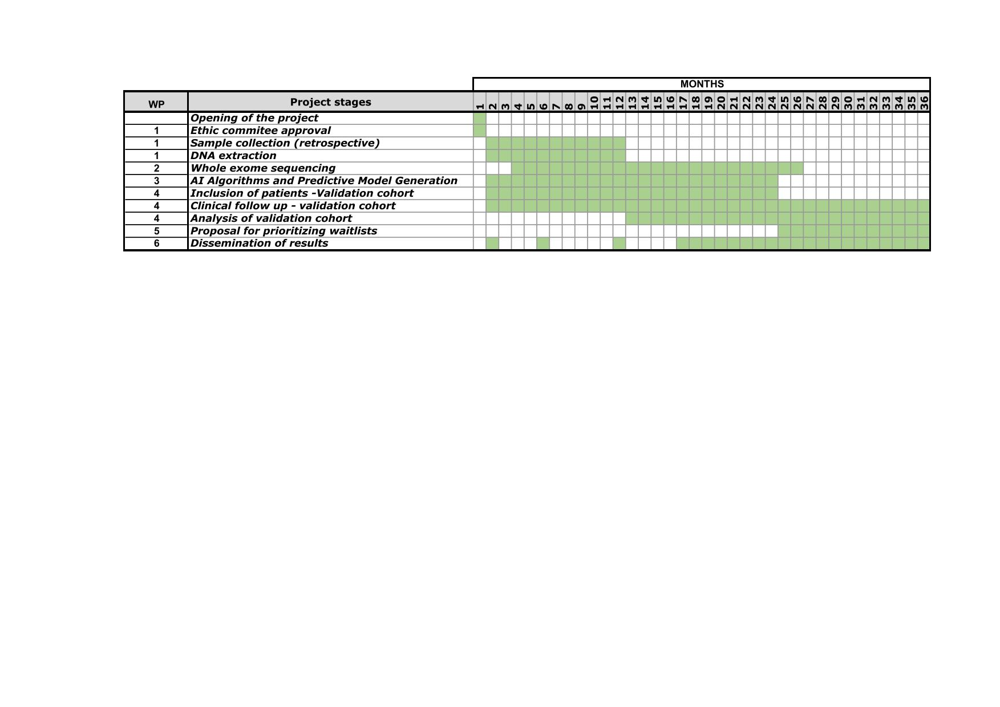 MONTHS
WP Project stages 1 2 3 4 5 6 7 8 9 10 11 12 13 14 15 16 17 18 19 20 21 22 23 24 25 26 27 28 29 30 31 32 33 34 35 36
Opening of the project
1 Ethic commitee approval
1 Sample collection (retrospective)
1 DNA extraction
2 Whole exome sequencing
3 AI Algorithms and Predictive Model Generation
4 Inclusion of patients -Validation cohort
4 Clinical follow up - validation cohort
4 Analysis of validation cohort
5 Proposal for prioritizing waitlists
6 Dissemination of results